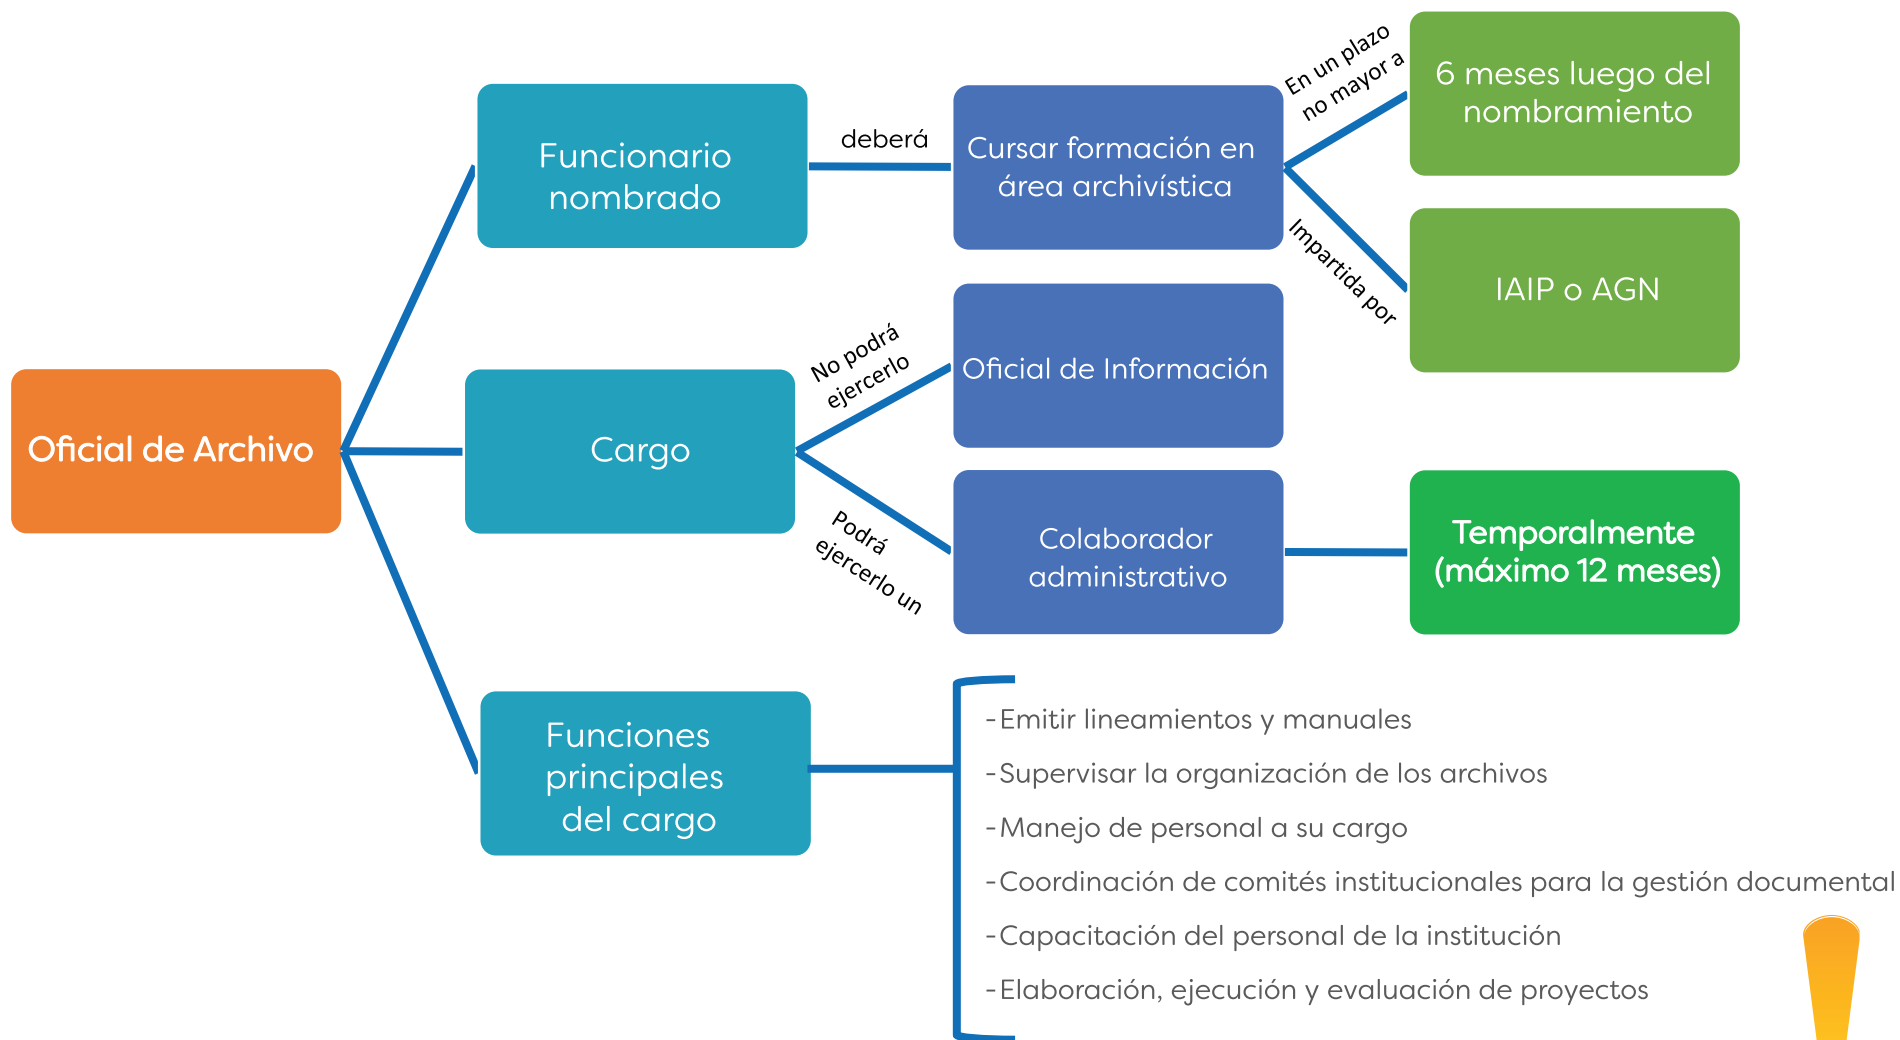 Oficial de Archivo
Funcionario
nombrado
deberá
Cursar formación en
área archivística
En un plazo
no mayor a
6 meses luego del
nombramiento
Impartida por
IAIP o AGN
Cargo
No podrá
ejercerlo
Oficial de Información
Podrá
ejercerlo un
Colaborador
administrativo
Temporalmente
(máximo 12 meses)
Funciones
principales
del cargo
-Emitir lineamientos y manuales
-Supervisar la organización de los archivos
-Manejo de personal a su cargo
-Coordinación de comités institucionales para la gestión documental
-Capacitación del personal de la institución
-Elaboración, ejecución y evaluación de proyectos